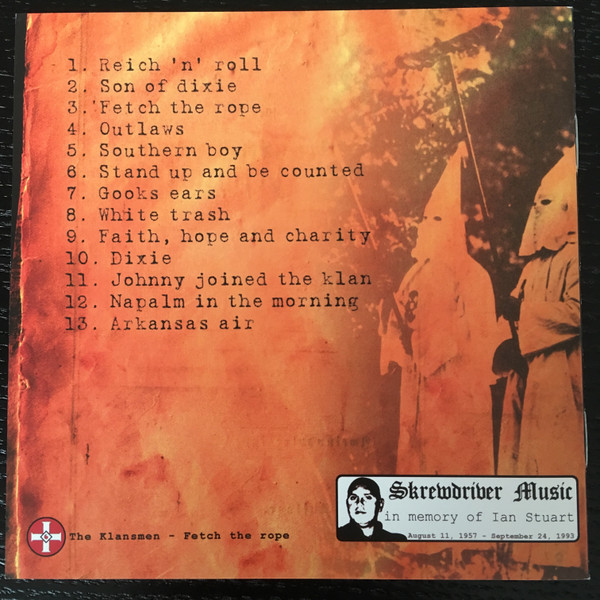 1. Reich 'n' roll
2. Son of dixie
3. Fetch the rope
4. Outlaws
5. Southern boy
6. Stand up and be counted
7. Gooks ears
8. White trash
9. Faith, hope and charity
10. Dixie
11. Johnny joined the klan
12. Napalm in the morning
13. Arkansas air
The Klansmen - Fetch the rope
Skrewdriver Music
in memory of Ian Stuart
August 11, 1957 - September 24, 1993